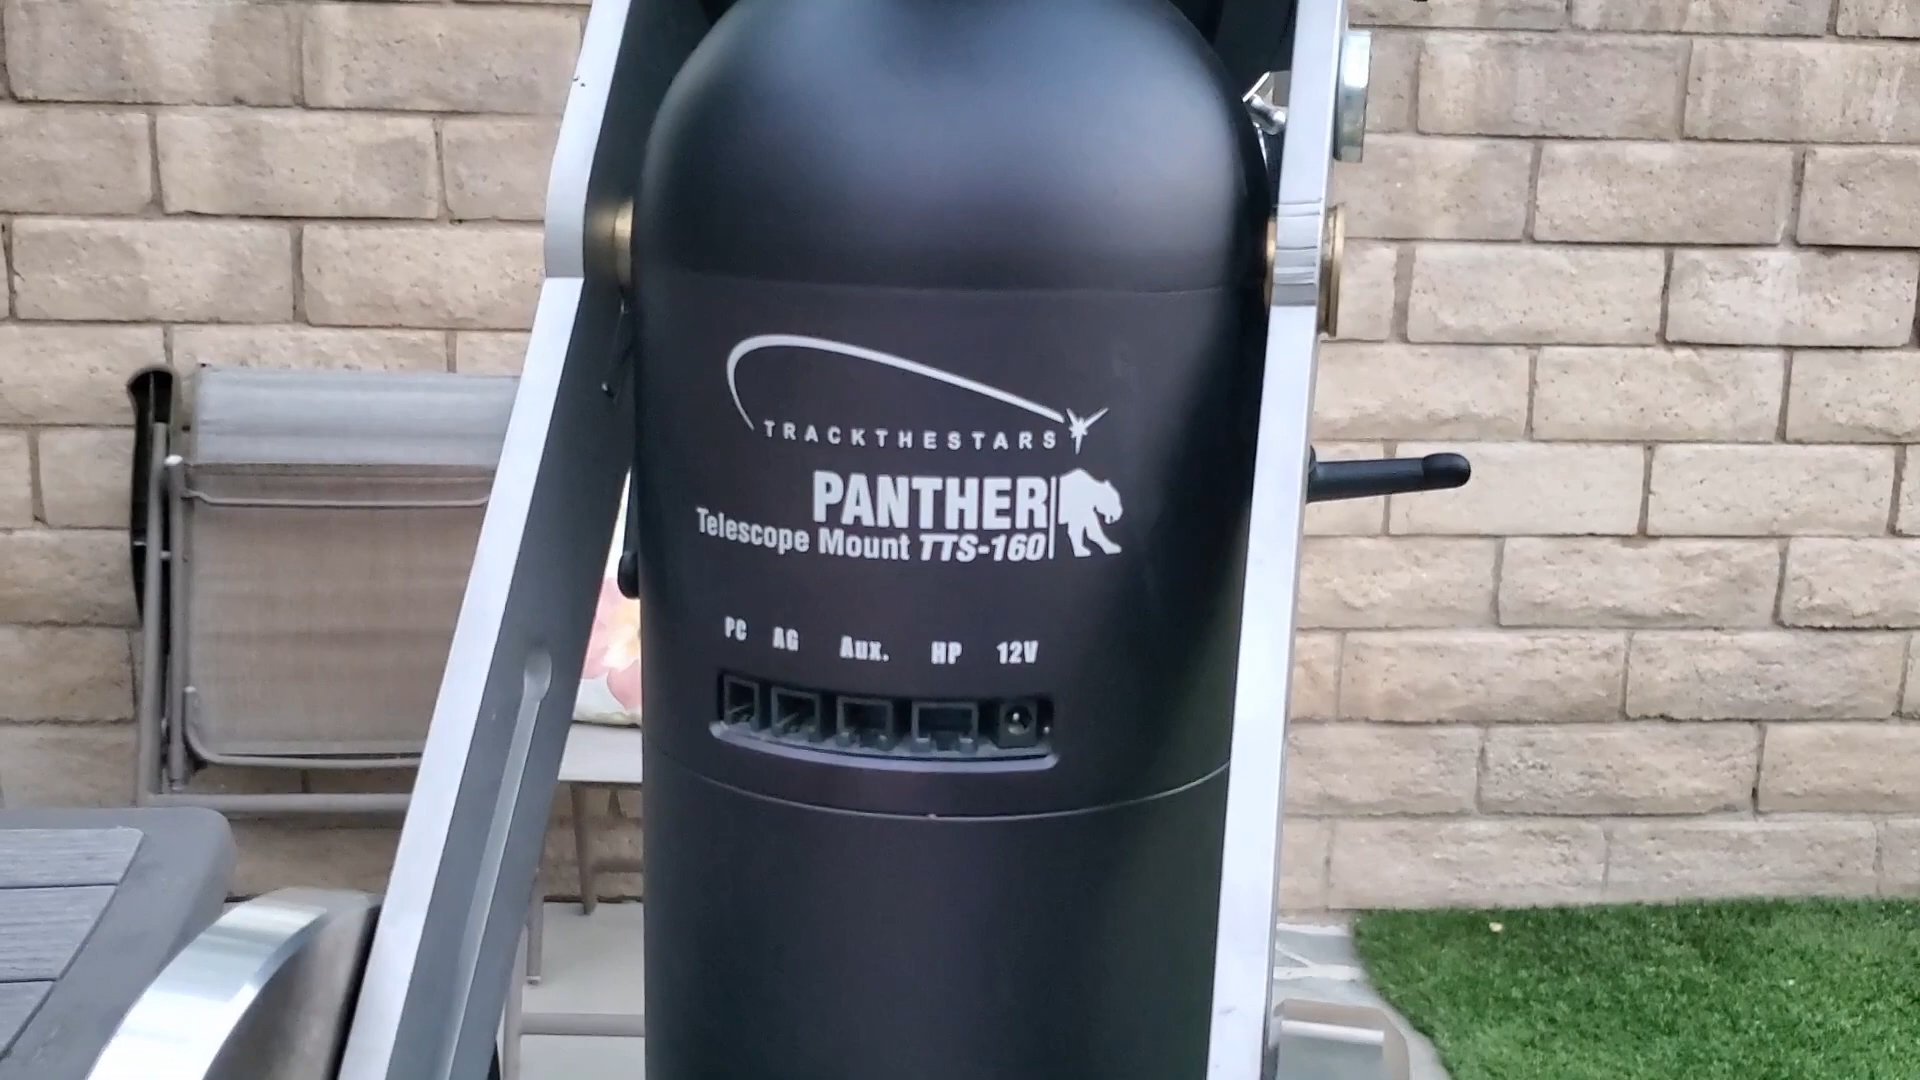 TRACKTHESTARS
PANTHER
Telescope Mount TTS-160
PC AG Aux. HP 12V